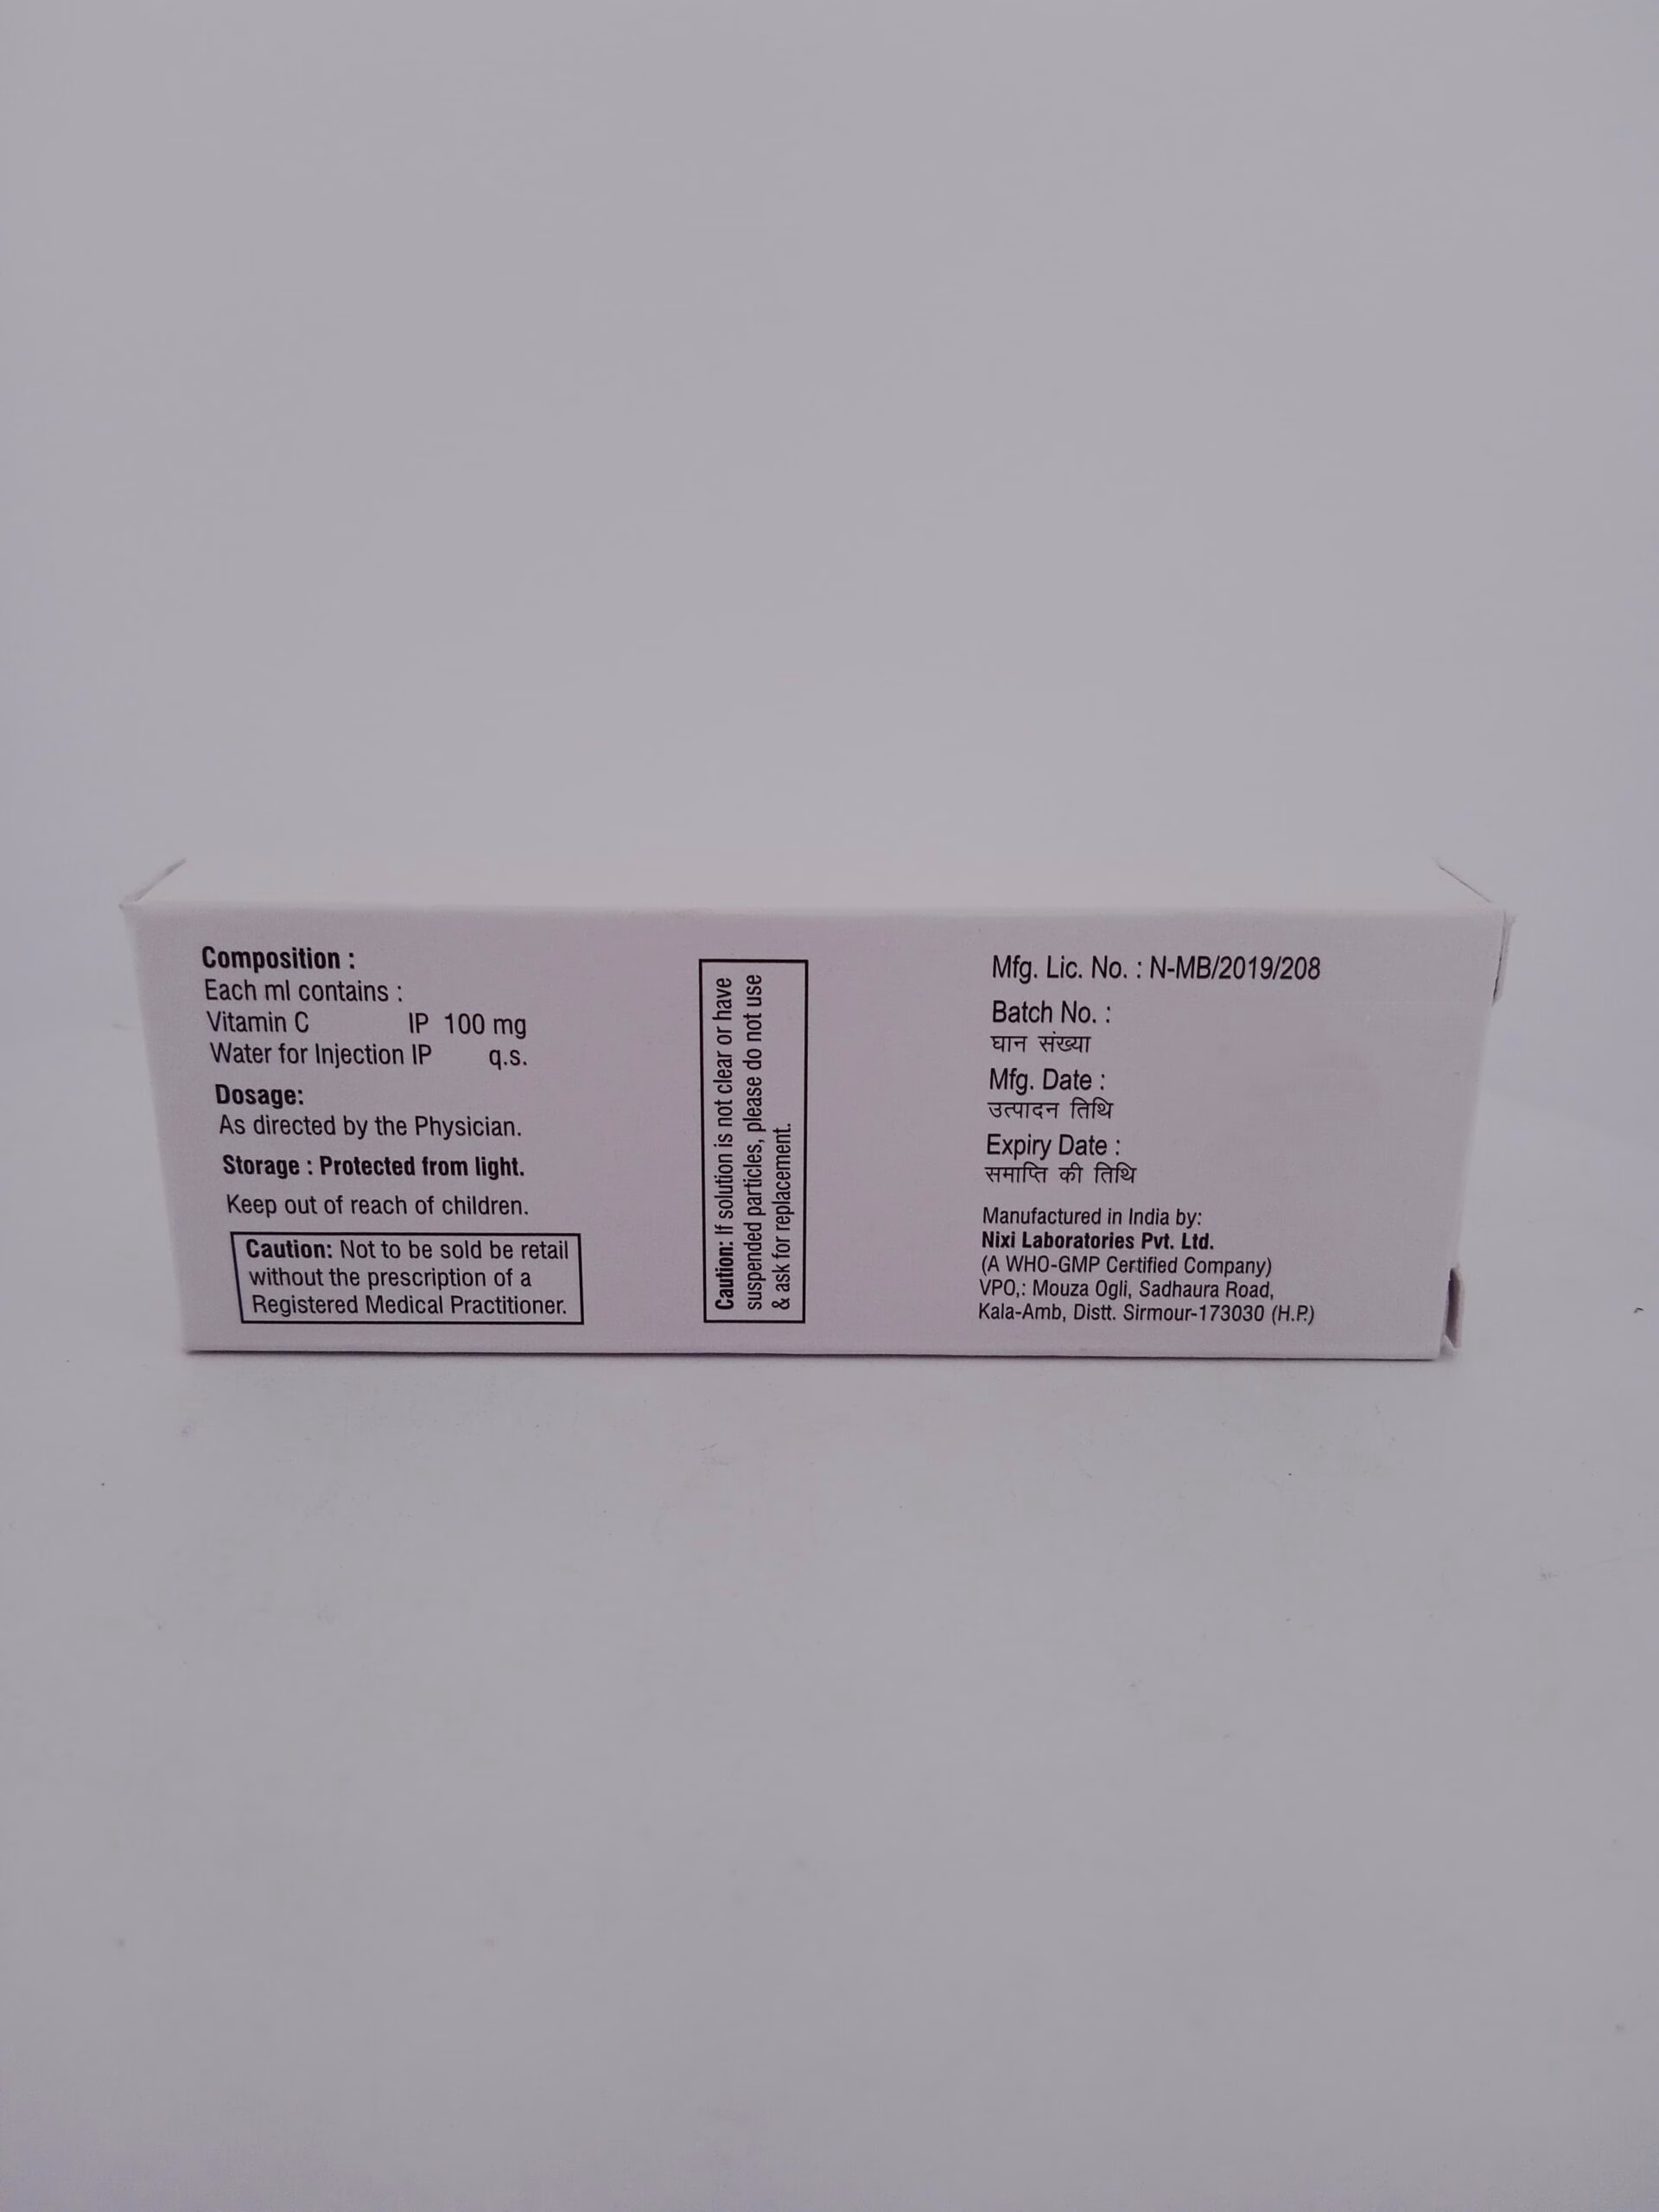 Composition :
Each ml contains :
Vitamin C IP 100 mg
Water for Injection IP q.s.
Dosage:
As directed by the Physician.
Storage : Protected from light.
Keep out of reach of children.
Caution: Not to be sold be retail
without the prescription of a
Registered Medical Practitioner.
Caution: If solution is not clear or have
suspended particles, please do not use
& ask for replacement.
Mfg. Lic. No. : N-MB/2019/208
Batch No. :
घान संख्या
Mfg. Date :
उत्पादन तिथि
Expiry Date :
समाप्ति की तिथि
Manufactured in India by:
Nixi Laboratories Pvt. Ltd.
(A WHO-GMP Certified Company)
VPO,: Mouza Ogli, Sadhaura Road,
Kala-Amb, Distt. Sirmour-173030 (H.P.)